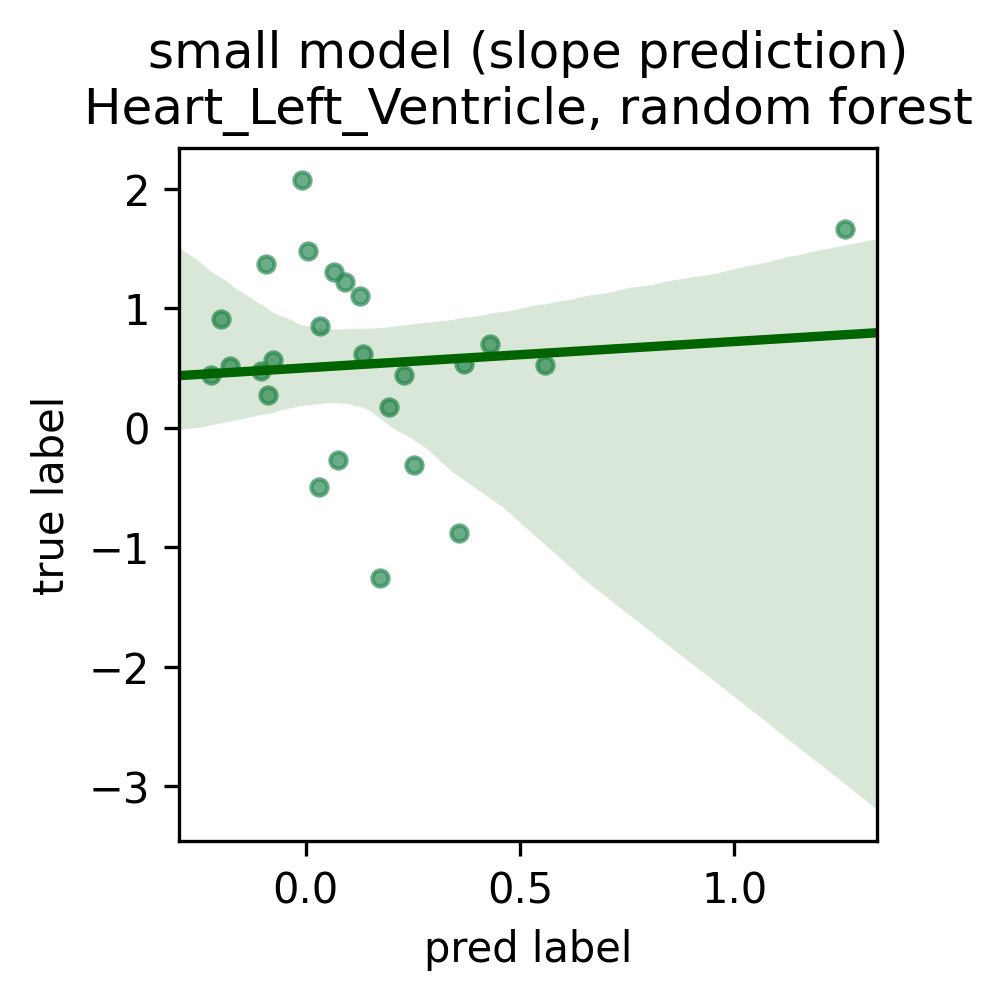 small model (slope prediction)
Heart_Left_Ventricle, random forest
2
1
0
−1
−2
−3
true label
0.0 0.5 1.0
pred label